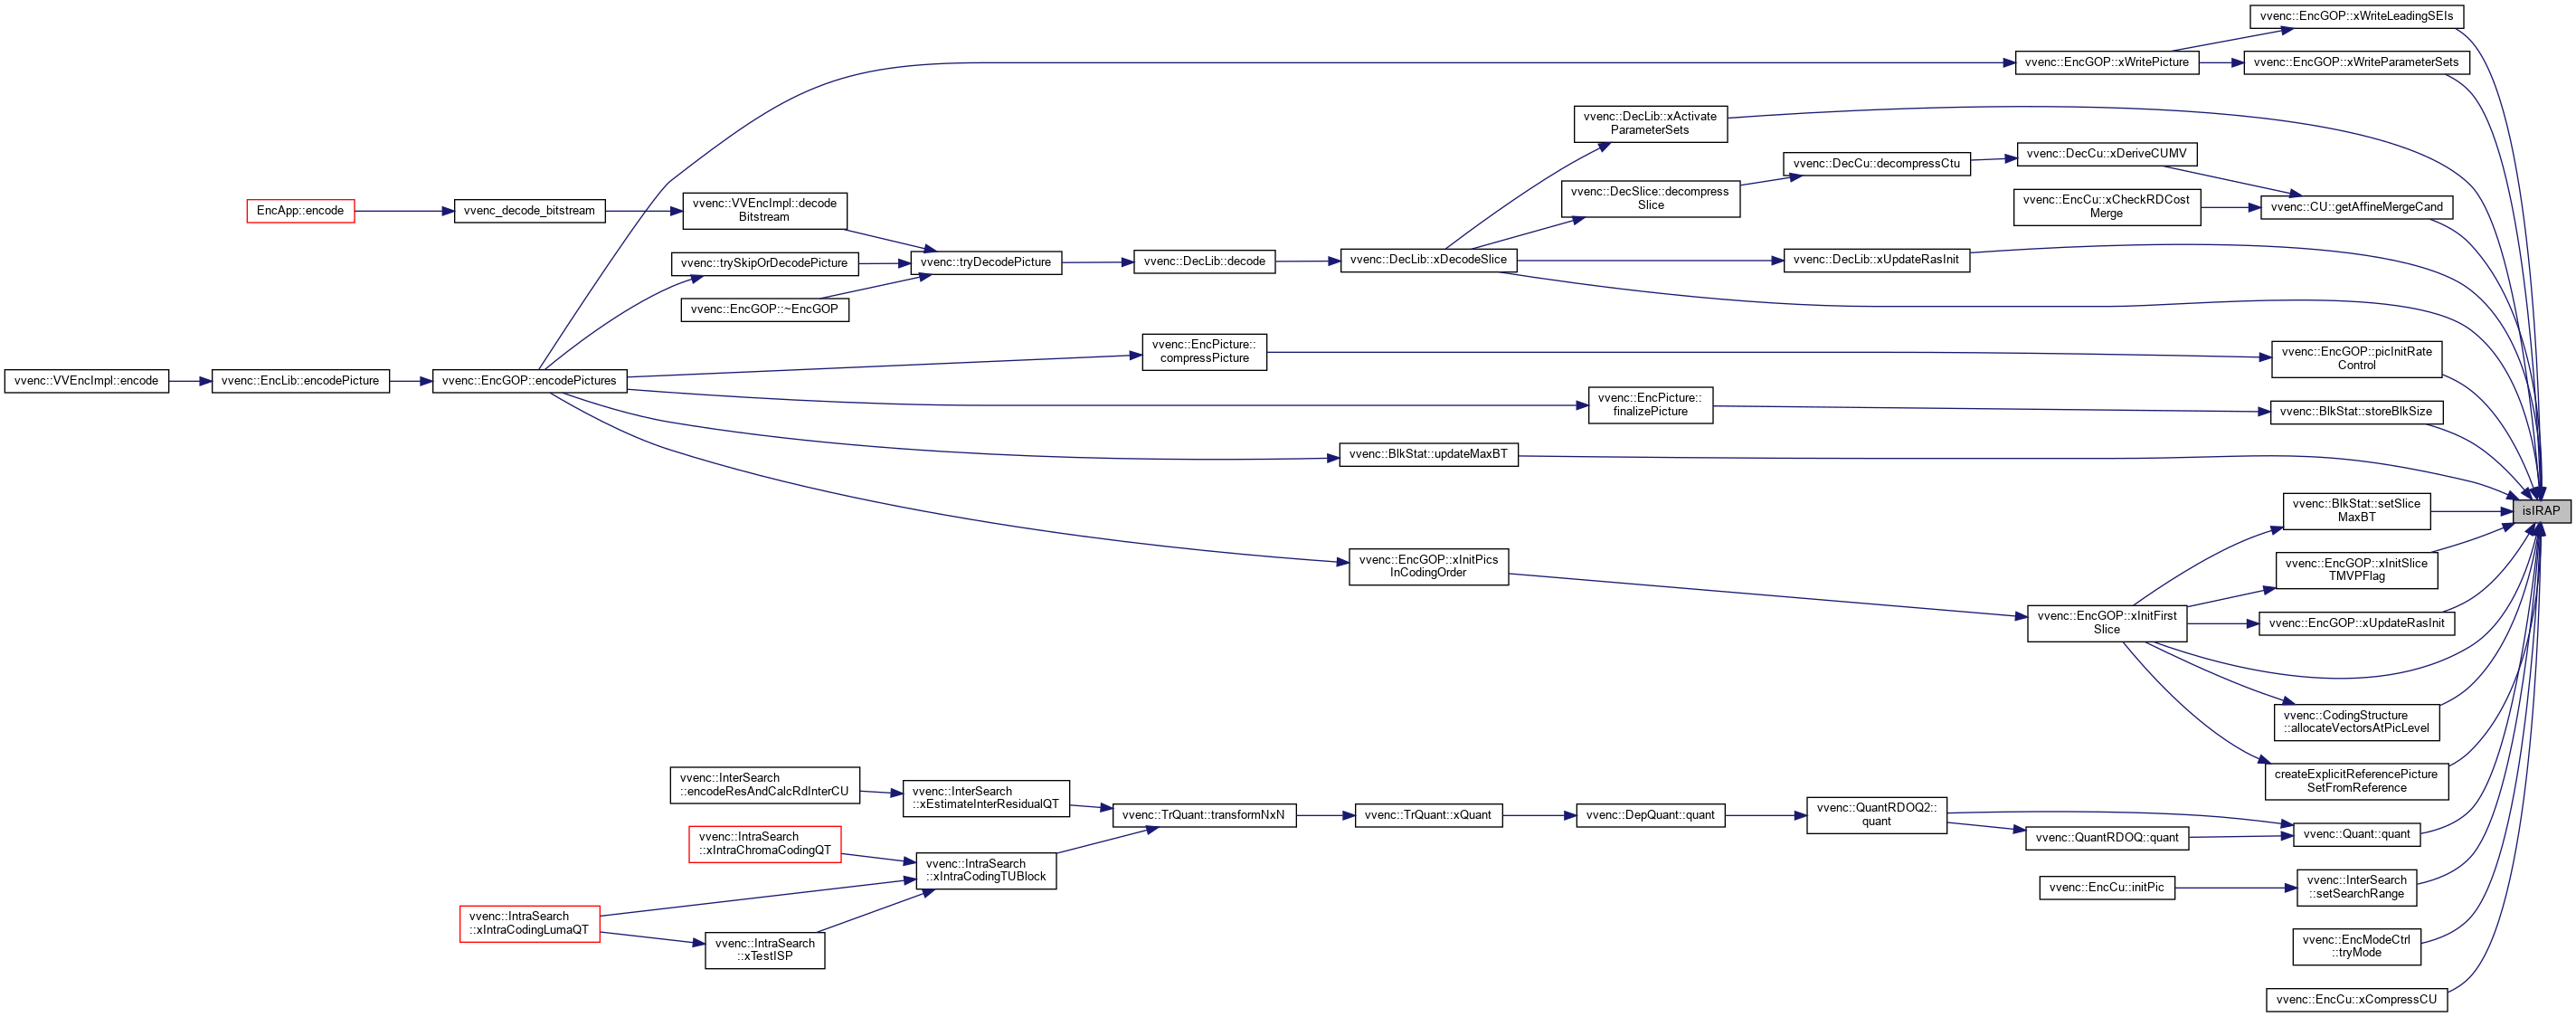 vvenc::EncGOP::xWriteLeadingSEIs
vvenc::EncGOP::xWritePicture
vvenc::EncGOP::xWriteParameterSets
vvenc::DecLib::xActivate
ParameterSets
vvenc::DecCu::xDeriveCUMV
vvenc::DecCu::decompressCtu
vvenc::DecSlice::decompress
Slice
vvenc::EncCu::xCheckRDCost
Merge
vvenc::CU::getAffineMergeCand
EncApp::encode
vvenc_decode_bitstream
vvenc::VVEncImpl::decode
Bitstream
vvenc::trySkipOrDecodePicture
vvenc::tryDecodePicture
vvenc::DecLib::decode
vvenc::DecLib::xDecodeSlice
vvenc::DecLib::xUpdateRasInit
vvenc::EncGOP::~EncGOP
vvenc::EncPicture::
compressPicture
vvenc::EncGOP::picInitRate
Control
vvenc::VVEncImpl::encode
vvenc::EncLib::encodePicture
vvenc::EncGOP::encodePictures
vvenc::EncPicture::
finalizePicture
vvenc::BlkStat::storeBlkSize
vvenc::BlkStat::updateMaxBT
vvenc::BlkStat::setSlice
MaxBT
isIRAP
vvenc::EncGOP::xInitPics
InCodingOrder
vvenc::EncGOP::xInitSlice
TMVPFlag
vvenc::EncGOP::xInitFirst
Slice
vvenc::EncGOP::xUpdateRasInit
vvenc::CodingStructure
::allocateVectorsAtPicLevel
createExplicitReferencePicture
SetFromReference
vvenc::InterSearch
::encodeResAndCalcRdInterCU
vvenc::InterSearch
::xEstimateInterResidualQT
vvenc::TrQuant::transformNxN
vvenc::TrQuant::xQuant
vvenc::DepQuant::quant
vvenc::QuantRDOQ2::
quant
vvenc::QuantRDOQ::quant
vvenc::Quant::quant
vvenc::IntraSearch
::xIntraChromaCodingQT
vvenc::IntraSearch
::xIntraCodingTUBlock
vvenc::EncCu::initPic
vvenc::InterSearch
::setSearchRange
vvenc::IntraSearch
::xIntraCodingLumaQT
vvenc::IntraSearch
::xTestISP
vvenc::EncModeCtrl
::tryMode
vvenc::EncCu::xCompressCU